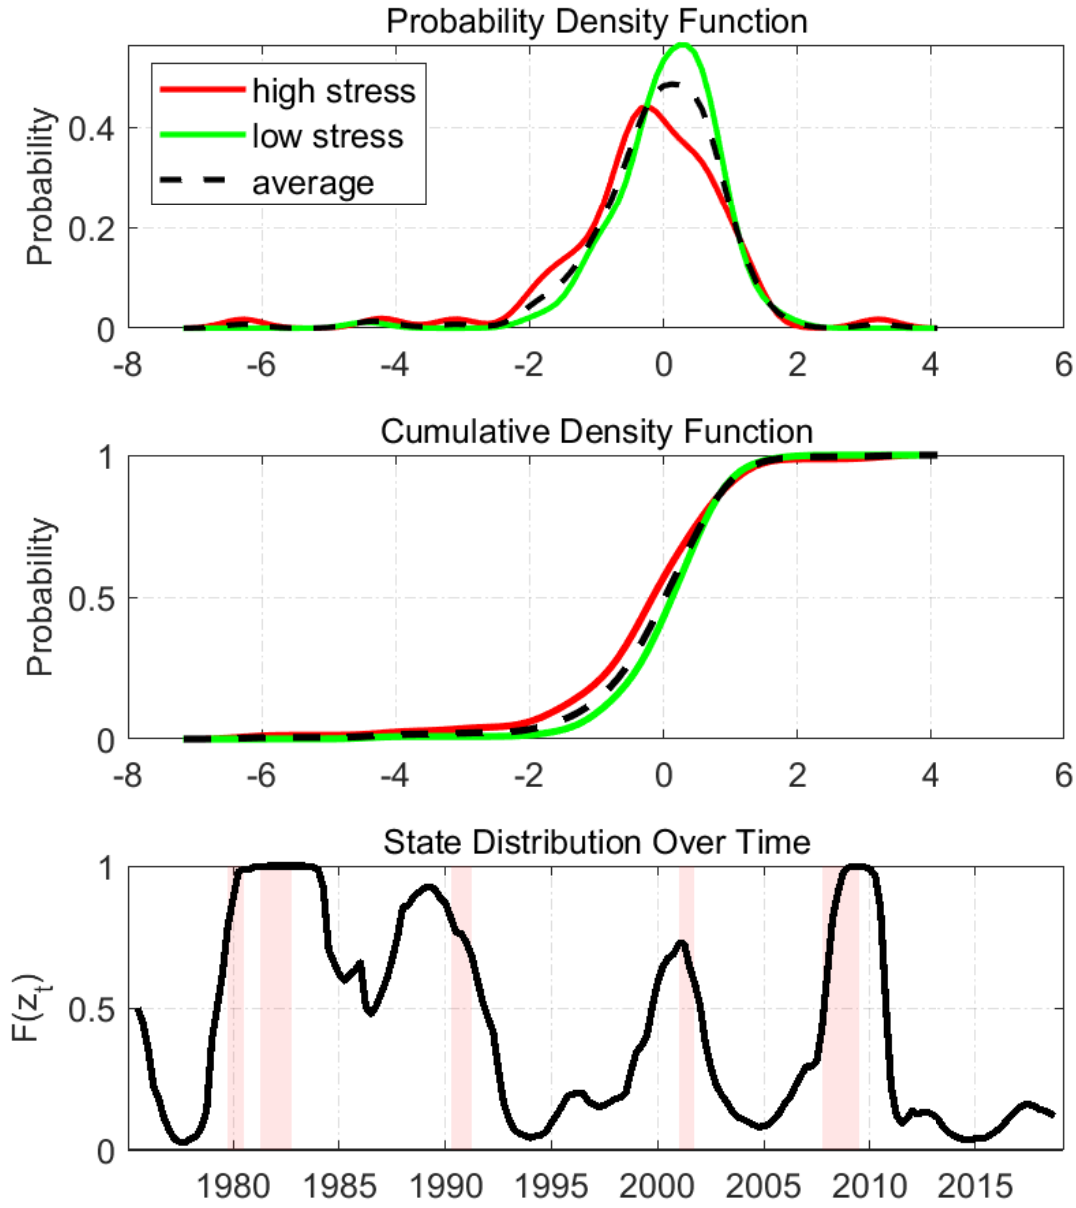 Probability Density Function
high stress
low stress
average
Probability
0.4
0.2
0
-8 -6 -4 -2 0 2 4 6
Cumulative Density Function
Probability
1
0.5
0
-8 -6 -4 -2 0 2 4 6
State Distribution Over Time
F(z_t)
1
0.5
0
1980 1985 1990 1995 2000 2005 2010 2015